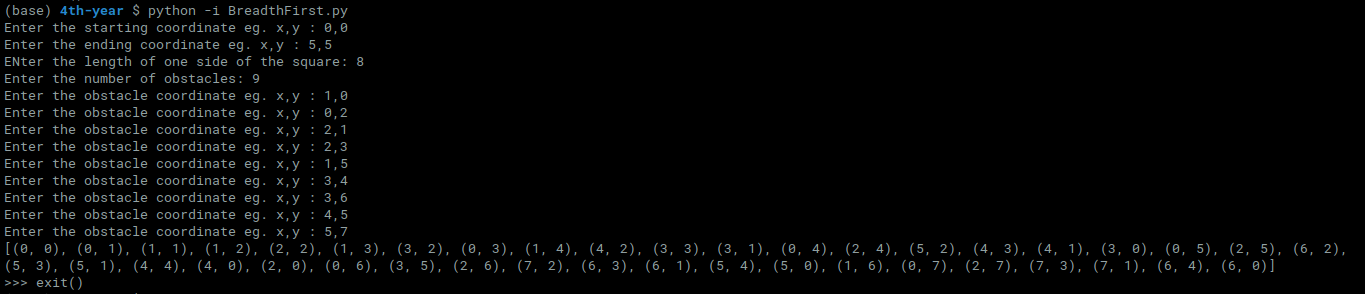 (base) 4th-year $ python -i BreadthFirst.py
Enter the starting coordinate eg. x,y : 0,0
Enter the ending coordinate eg. x,y : 5,5
ENter the length of one side of the square: 8
Enter the number of obstacles: 9
Enter the obstacle coordinate eg. x,y : 1,0
Enter the obstacle coordinate eg. x,y : 0,2
Enter the obstacle coordinate eg. x,y : 2,1
Enter the obstacle coordinate eg. x,y : 2,3
Enter the obstacle coordinate eg. x,y : 1,5
Enter the obstacle coordinate eg. x,y : 3,4
Enter the obstacle coordinate eg. x,y : 3,6
Enter the obstacle coordinate eg. x,y : 4,5
Enter the obstacle coordinate eg. x,y : 5,7
[(0, 0), (0, 1), (1, 1), (1, 2), (2, 2), (1, 3), (3, 2), (0, 3), (1, 4), (4, 2), (3, 3), (3, 1), (0, 4), (2, 4), (5, 2), (4, 3), (4, 1), (3, 0), (0, 5), (2, 5), (6, 2),
(5, 3), (5, 1), (4, 4), (4, 0), (2, 0), (0, 6), (3, 5), (2, 6), (7, 2), (6, 3), (6, 1), (5, 4), (5, 0), (1, 6), (0, 7), (2, 7), (7, 3), (7, 1), (6, 4), (6, 0)]
>>> exit()